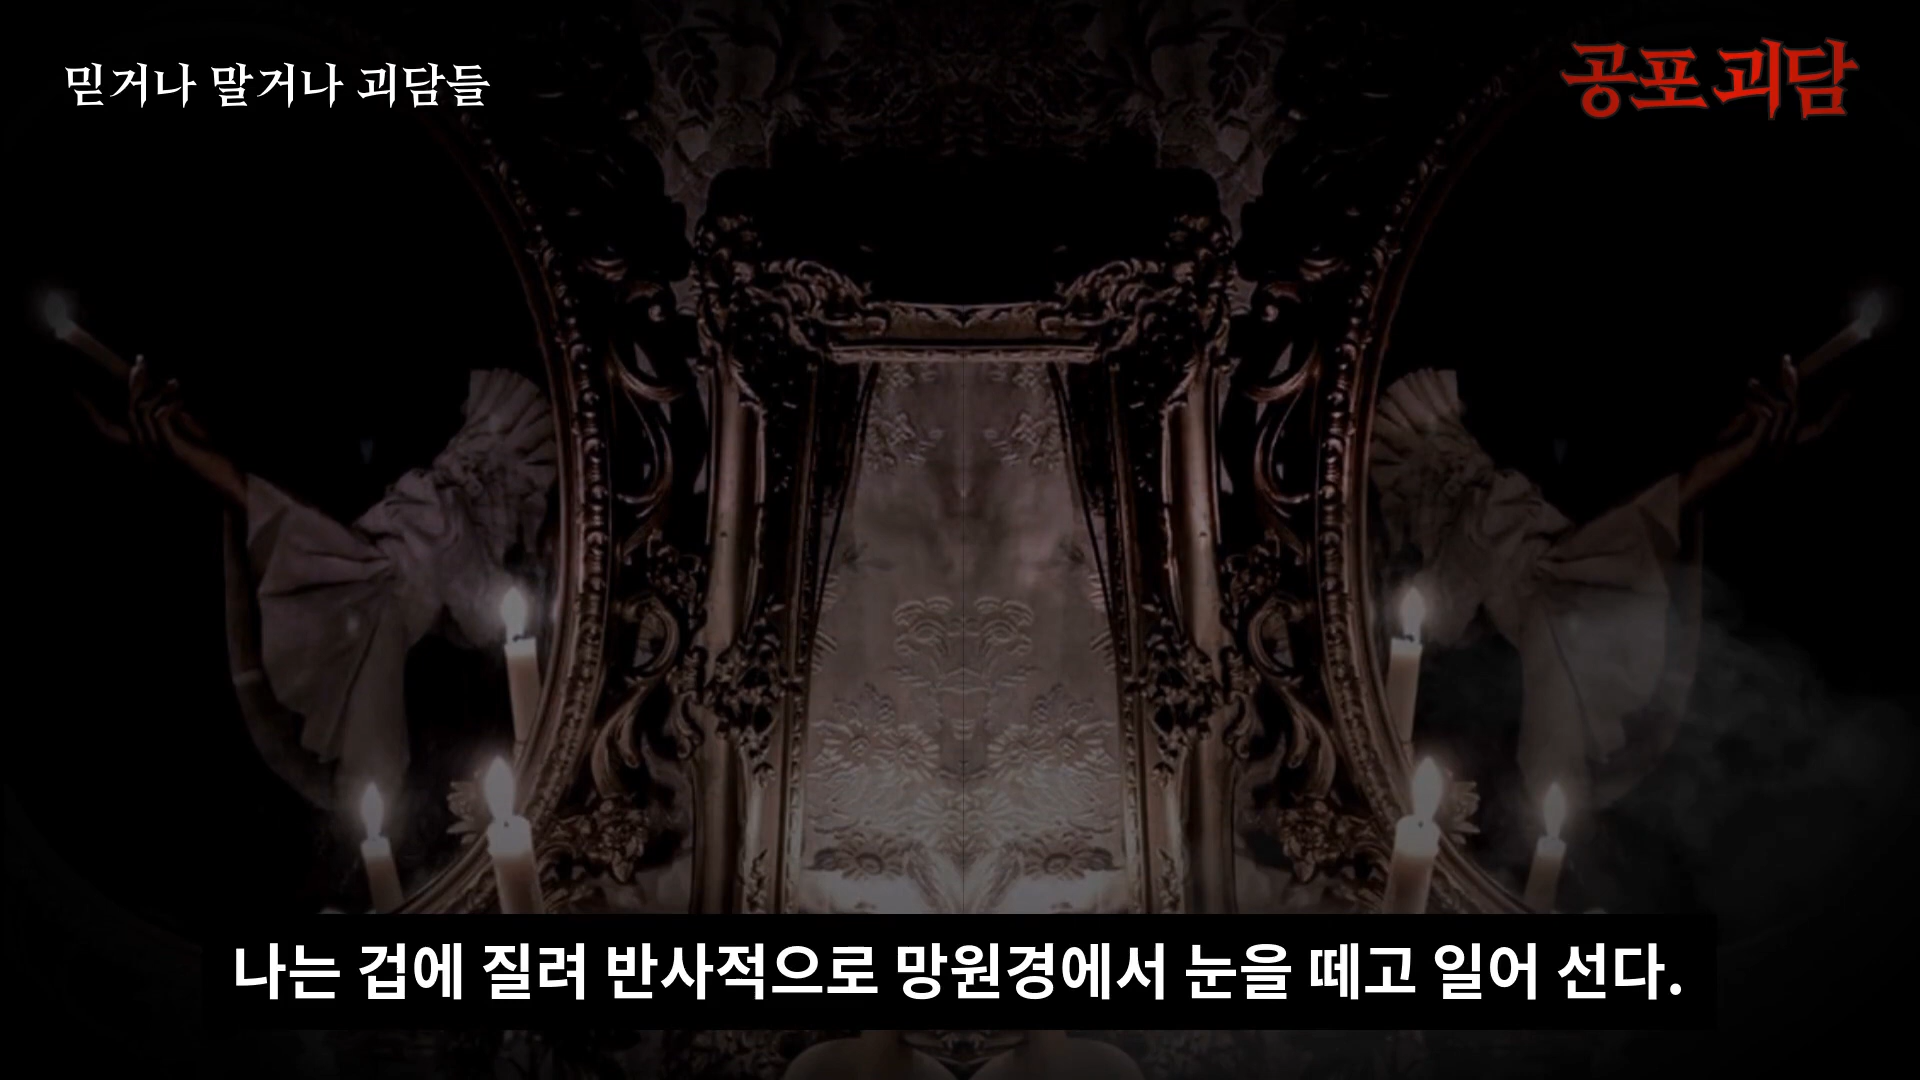 믿거나 말거나 괴담들
공포 괴담
나는 겁에 질려 반사적으로 망원경에서 눈을 떼고 일어 선다.